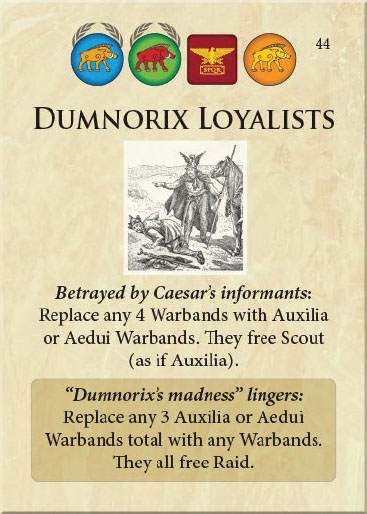 44
SPQR
DUMNORIX LOYALISTS
Betrayed by Caesar's informants:
Replace any 4 Warbands with Auxilia
or Aedui Warbands. They free Scout
(as if Auxilia).
“Dumnorix's madness” lingers:
Replace any 3 Auxilia or Aedui
Warbands total with any Warbands.
They all free Raid.